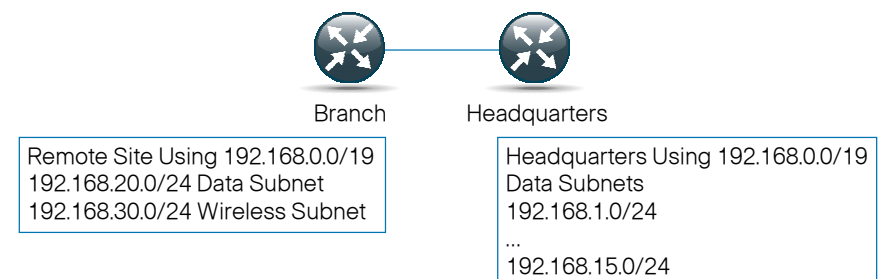 Branch
Headquarters
Remote Site Using 192.168.0.0/19
192.168.20.0/24 Data Subnet
192.168.30.0/24 Wireless Subnet
Headquarters Using 192.168.0.0/19
Data Subnets
192.168.1.0/24
...
192.168.15.0/24